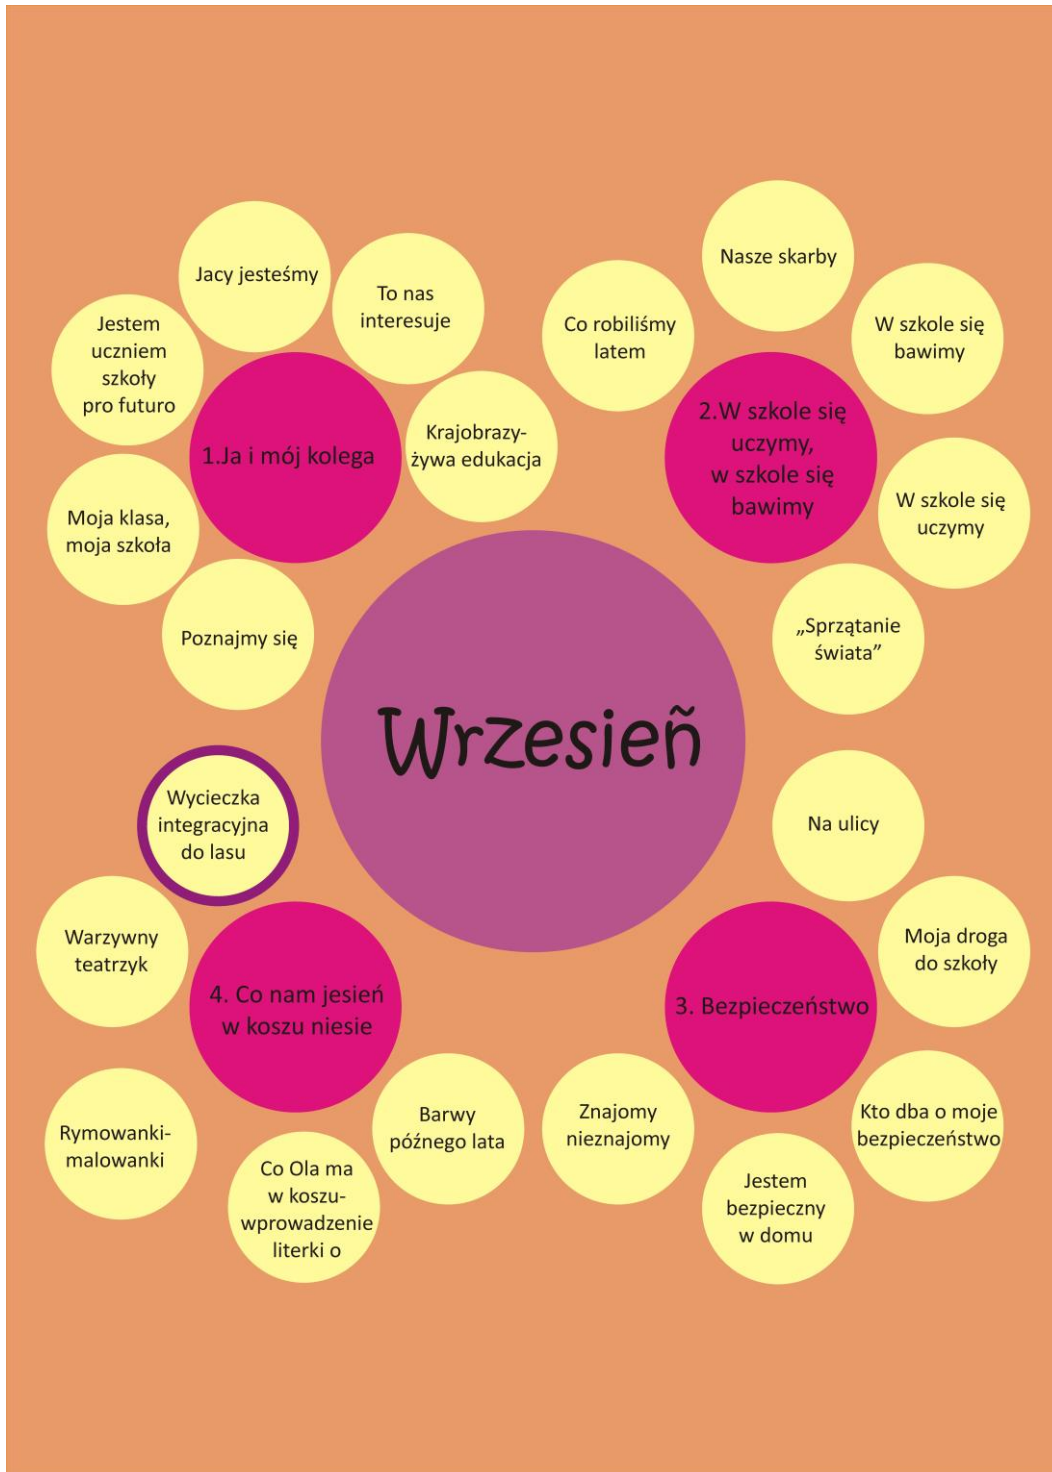 Wrzesieñ
1.Ja i mój kolega
Jestem
uczniem
szkoły
pro futuro
Jacy jesteśmy
To nas
interesuje
Krajobrazy-
żywa edukacja
Moja klasa,
moja szkoła
Poznajmy się
2.W szkole się
uczymy,
w szkole się
bawimy
Co robiliśmy
latem
Nasze skarby
W szkole się
bawimy
W szkole się
uczymy
„Sprzątanie
świata”
3. Bezpieczeństwo
Na ulicy
Moja droga
do szkoły
Kto dba o moje
bezpieczeństwo
Jestem
bezpieczny
w domu
Znajomy
nieznajomy
4. Co nam jesień
w koszu niesie
Barwy
późnego lata
Co Ola ma
w koszu-
wprowadzenie
literki o
Rymowanki-
malowanki
Warzywny
teatrzyk
Wycieczka
integracyjna
do lasu